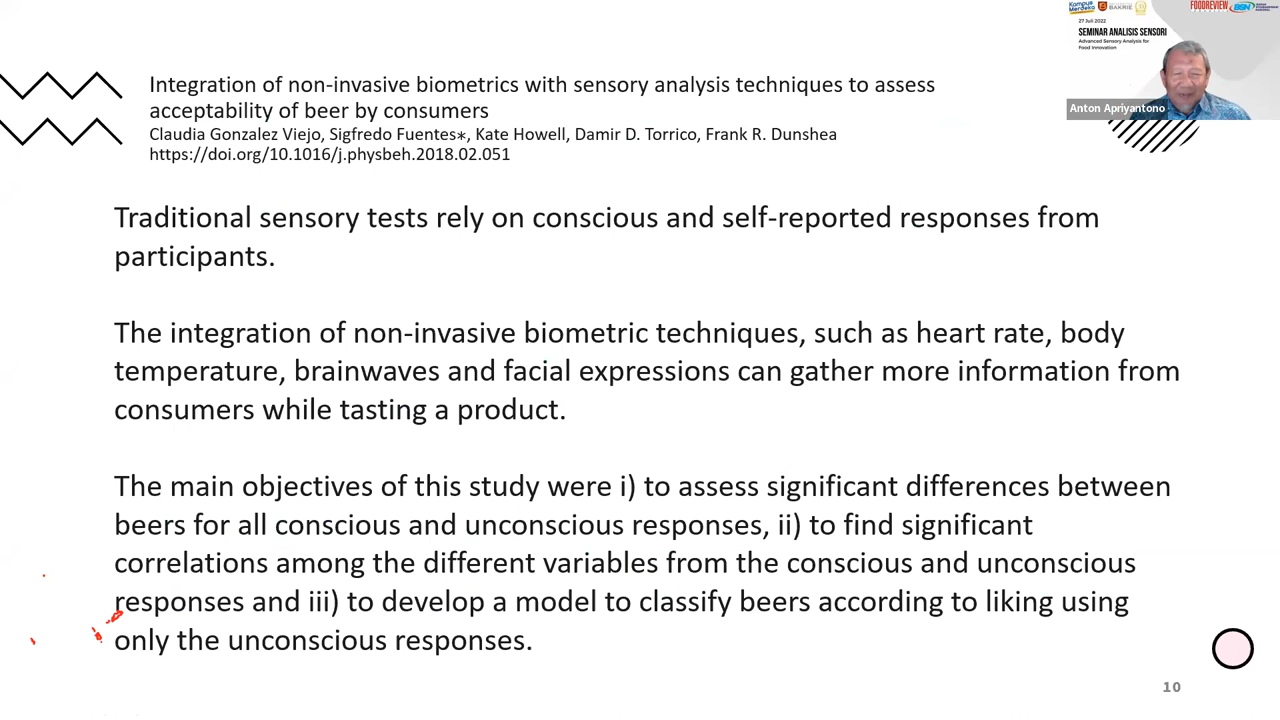 Kampus
Merdeka
BAKRIE
FOODREVIEW
BSN
27 Juli 2022
SEMINAR ANALISIS SENSORI
Advanced Sensory Analysis for
Food Innovation
Anton Apriyantono
Integration of non-invasive biometrics with sensory analysis techniques to assess
acceptability of beer by consumers
Claudia Gonzalez Viejo, Sigfredo Fuentes∗, Kate Howell, Damir D. Torrico, Frank R. Dunshea
https://doi.org/10.1016/j.physbeh.2018.02.051
Traditional sensory tests rely on conscious and self-reported responses from
participants.
The integration of non-invasive biometric techniques, such as heart rate, body
temperature, brainwaves and facial expressions can gather more information from
consumers while tasting a product.
The main objectives of this study were i) to assess significant differences between
beers for all conscious and unconscious responses, ii) to find significant
correlations among the different variables from the conscious and unconscious
responses and iii) to develop a model to classify beers according to liking using
only the unconscious responses.
10